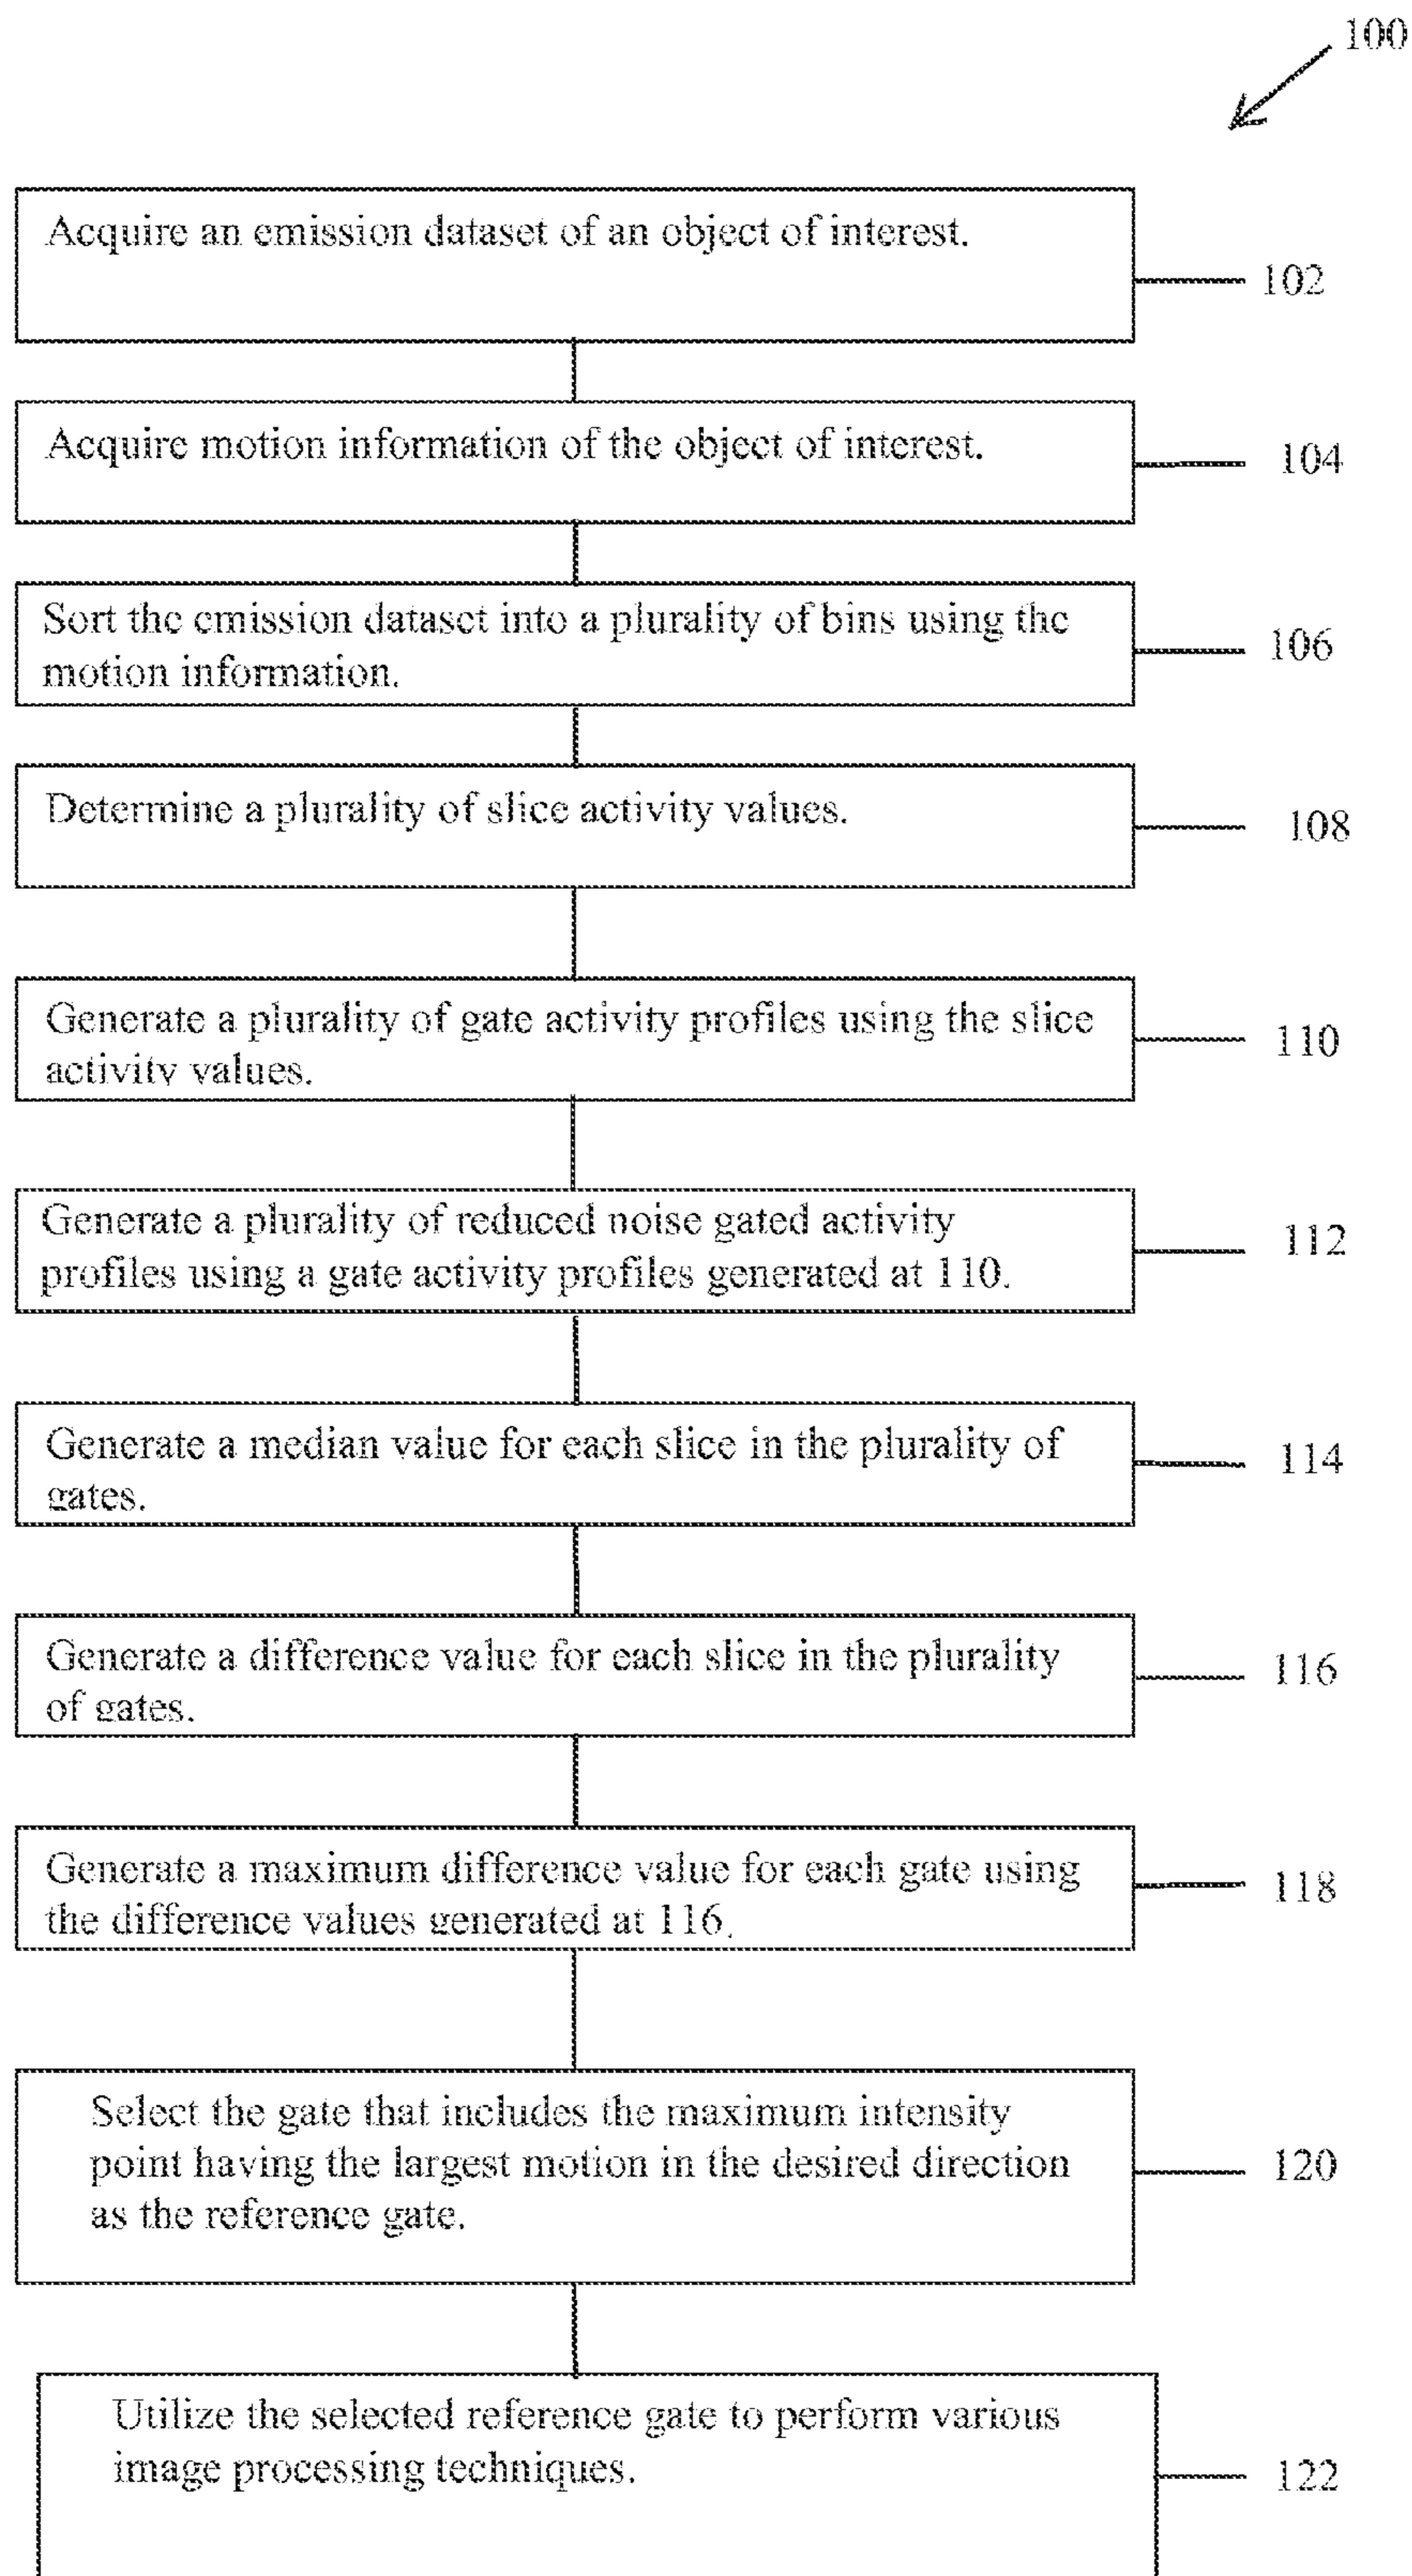 100
Acquire an emission dataset of an object of interest.
102
Acquire motion information of the object of interest.
104
Sort the emission dataset into a plurality of bins using the
motion information.
106
Determine a plurality of slice activity values.
108
Generate a plurality of gate activity profiles using the slice
activity values.
110
Generate a plurality of reduced noise gated activity
profiles using a gate activity profiles generated at 110.
112
Generate a median value for each slice in the plurality of
gates.
114
Generate a difference value for each slice in the plurality
of gates.
116
Generate a maximum difference value for each gate using
the difference values generated at 116.
118
Select the gate that includes the maximum intensity
point having the largest motion in the desired direction
as the reference gate.
120
Utilize the selected reference gate to perform various
image processing techniques.
122